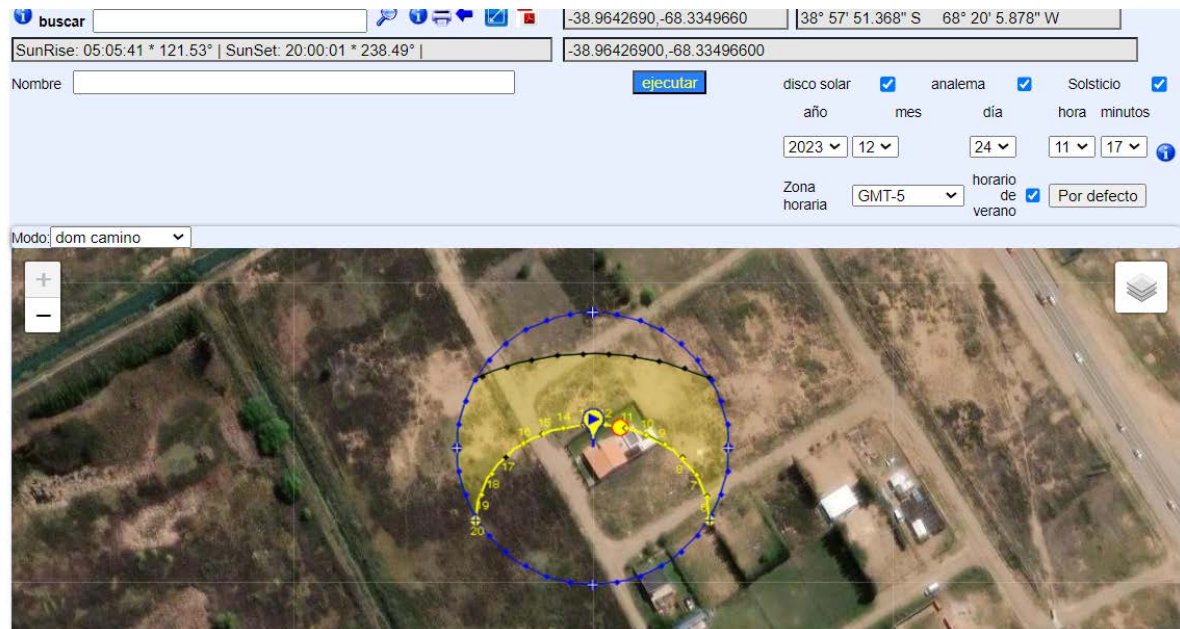 buscar
-38.9642690,-68.3349660
38° 57' 51.368" S 68° 20' 5.878" W
SunRise: 05:05:41 * 121.53° | SunSet: 20:00:01 * 238.49° |
-38.96426900,-68.33496600
Nombre
ejecutar
disco solar
analema
Solsticio
año
mes
día
hora
minutos
2023
12
24
11
17
Zona horaria
GMT-5
horario de verano
Por defecto
Modo:
dom camino
+
−
2
11
10
9
8
7
6
14
15
16
17
18
19
20